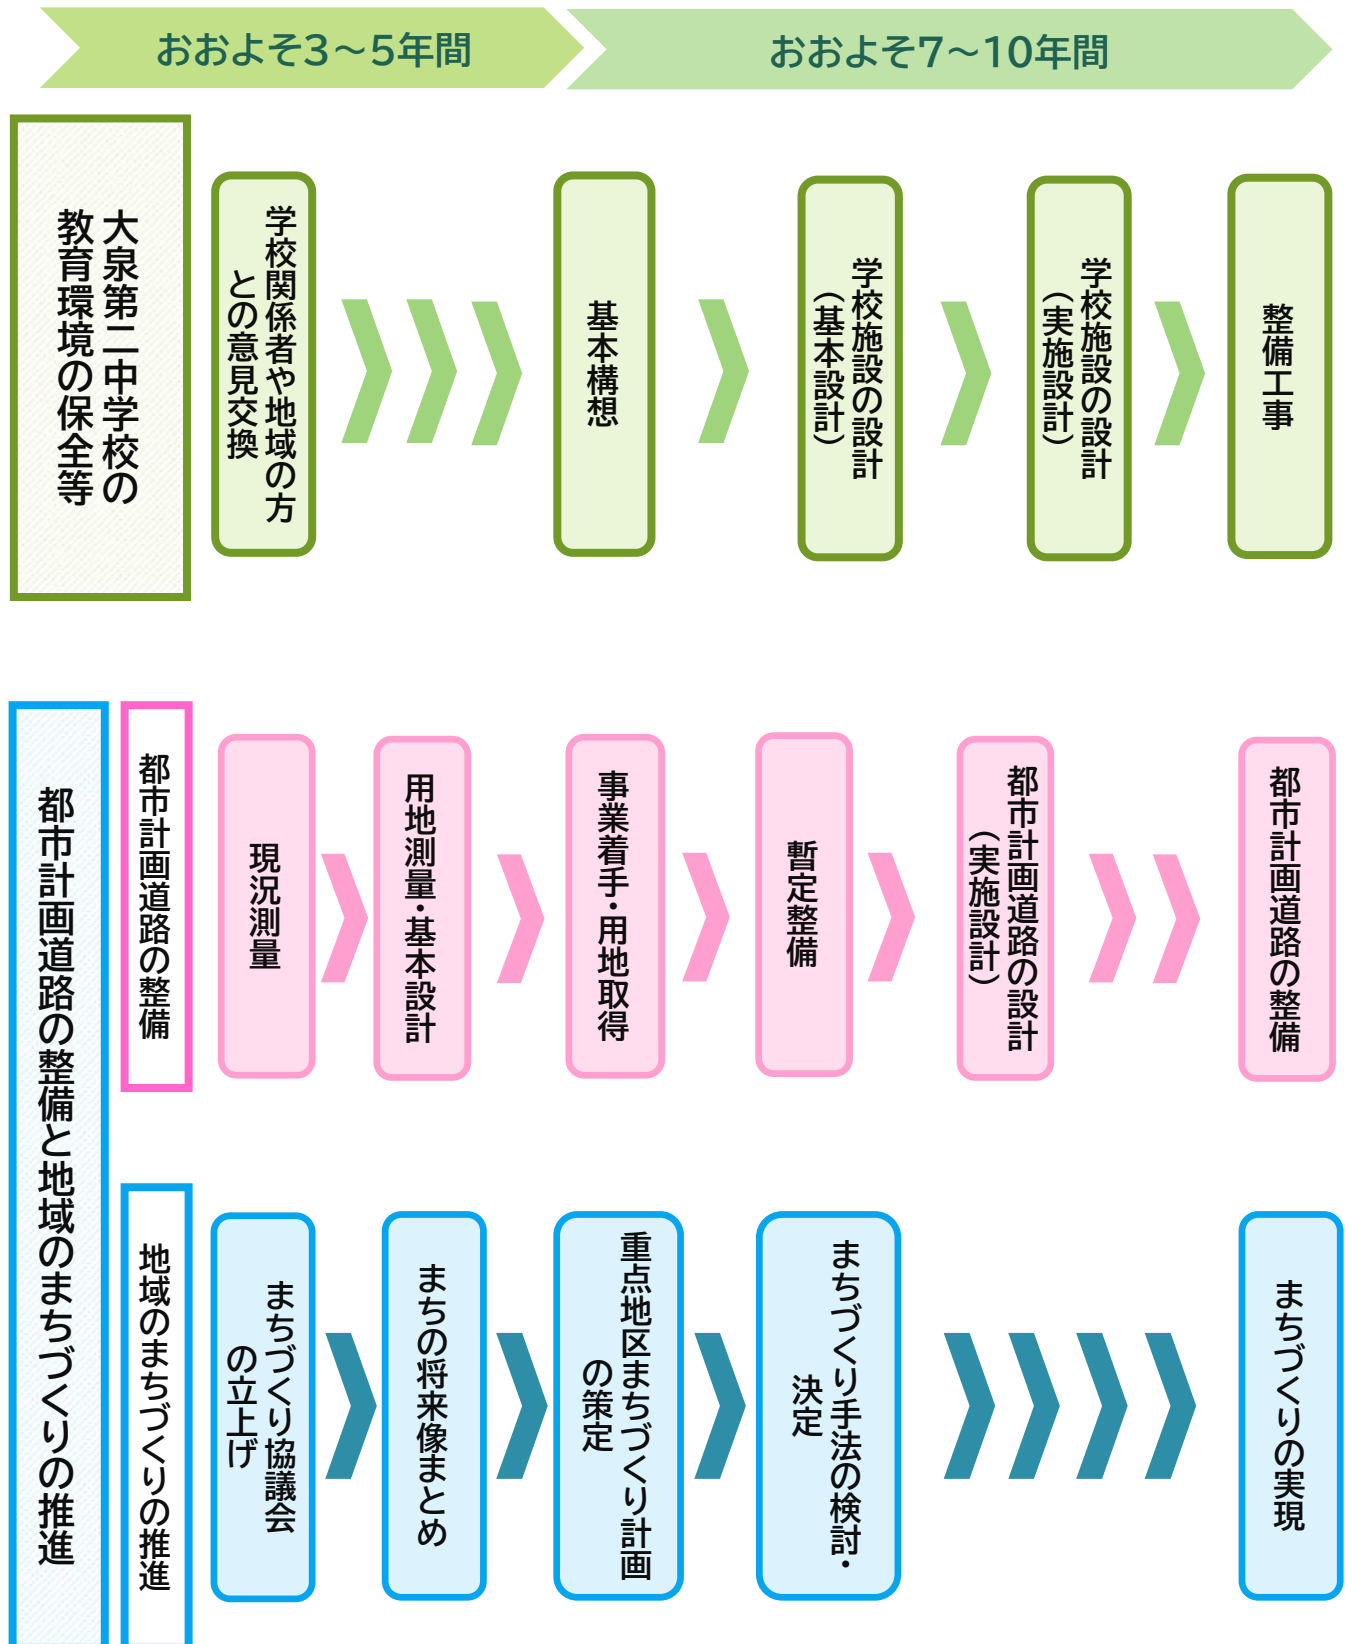 おおよそ3～5年間
おおよそ7～10年間
大泉第二中学校の
教育環境の保全等
学校関係者や地域の方
との意見交換
基本構想
学校施設の設計
（基本設計）
学校施設の設計
（実施設計）
整備工事
都市計画道路の整備と地域のまちづくりの推進
都市計画道路の整備
現況測量
用地測量・基本設計
事業着手・用地取得
暫定整備
都市計画道路の設計
（実施設計）
都市計画道路の整備
地域のまちづくりの推進
まちづくり協議会
の立上げ
まちの将来像まとめ
重点地区まちづくり計画
の策定
まちづくり手法の検討・
決定
まちづくりの実現